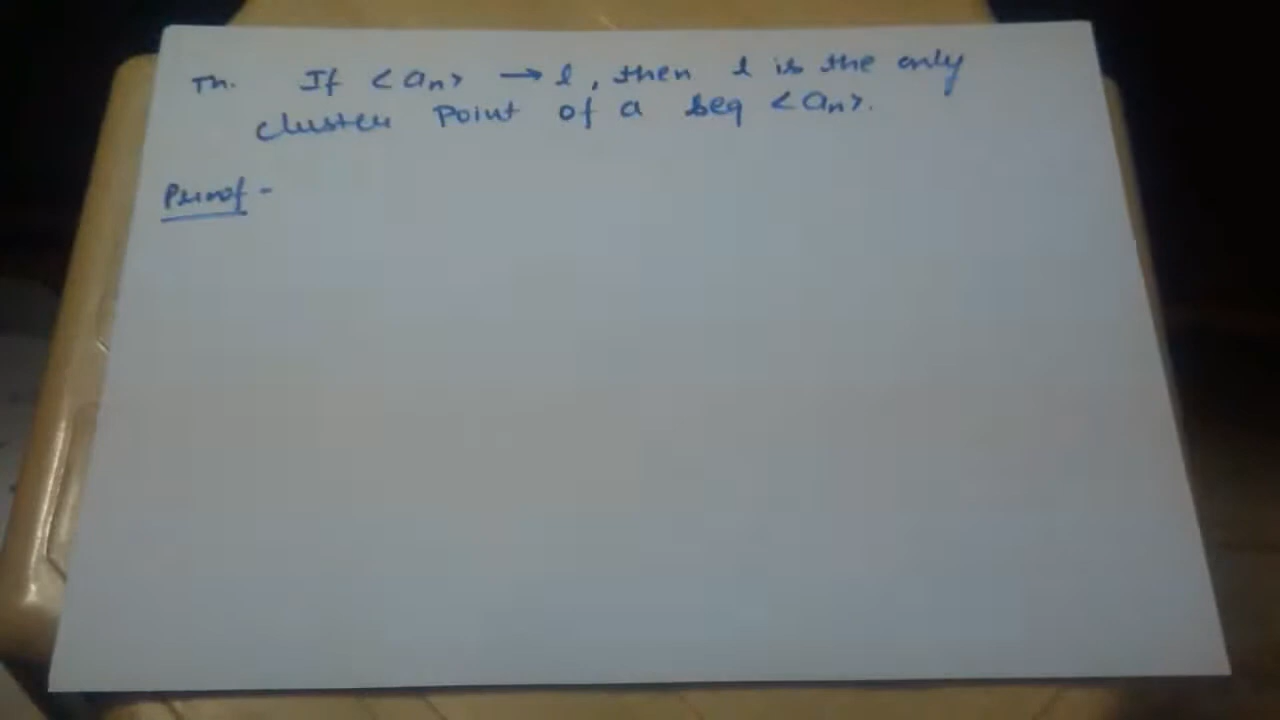 Th. If <an> → l, then l is the only
cluster Point of a seq <an>.
Proof -